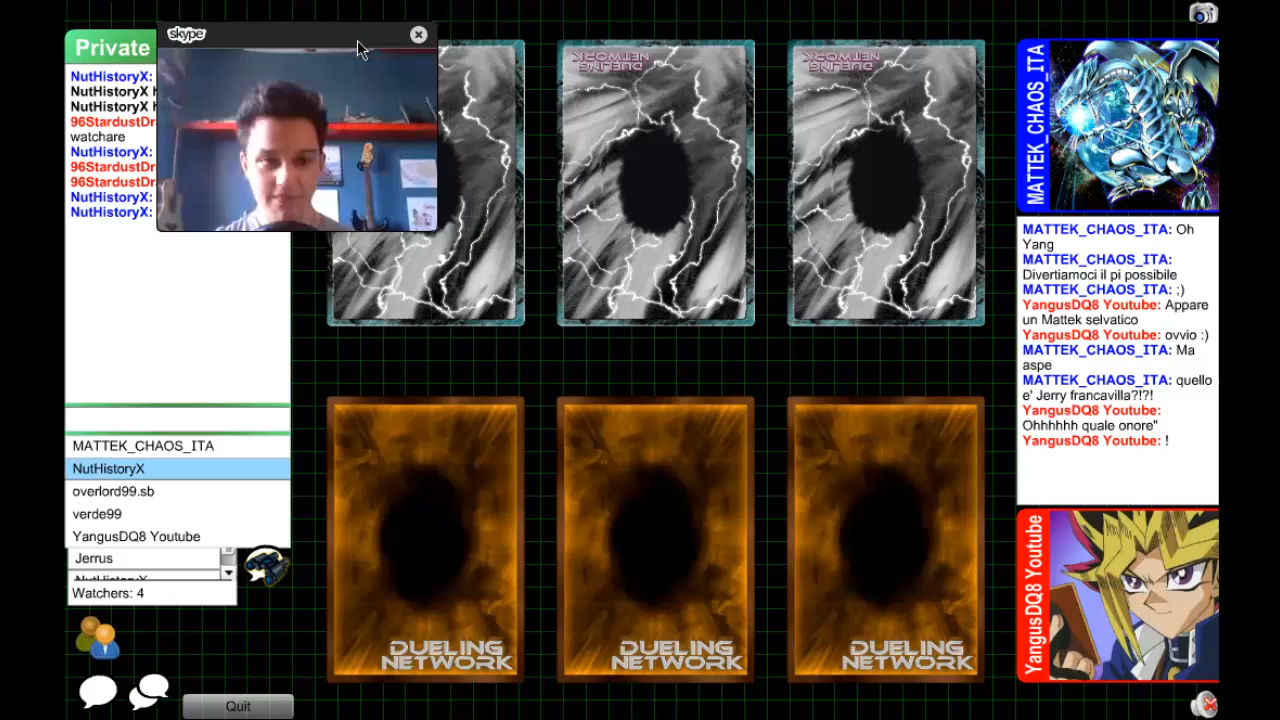 skype
Private
NutHistoryX:
NutHistoryX
NutHistoryX
96StardustDr
watchare
NutHistoryX:
96StardustDr
96StardustDr
NutHistoryX:
NutHistoryX:
MATTEK_CHAOS_ITA
NutHistoryX
overlord99.sb
verde99
YangusDQ8 Youtube
Jerrus
NutHistoryX
Watchers: 4
Quit
DUELING
NETWORK
DUELING
NETWORK
DUELING
NETWORK
DUELING
NETWORK
DUELING
NETWORK
MATTEK_CHAOS_ITA
MATTEK_CHAOS_ITA: Oh
Yang
MATTEK_CHAOS_ITA:
Divertiamoci il pi possibile
MATTEK_CHAOS_ITA: ;)
YangusDQ8 Youtube: Appare
un Mattek selvatico
YangusDQ8 Youtube: ovvio :)
MATTEK_CHAOS_ITA: Ma
aspe
MATTEK_CHAOS_ITA: quello
e' Jerry francavilla?!?!
YangusDQ8 Youtube:
Ohhhhhh quale onore"
YangusDQ8 Youtube: !
YangusDQ8 Youtube